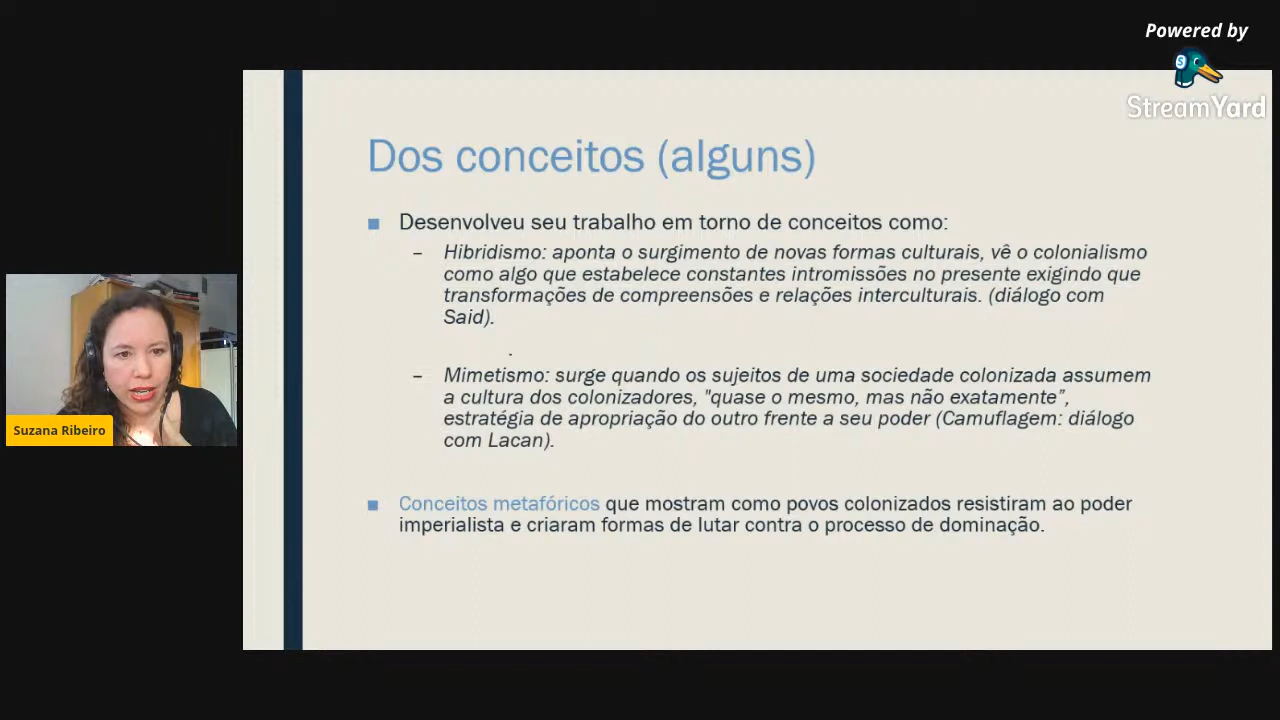 Powered by
StreamYard
Dos conceitos (alguns)
Desenvolveu seu trabalho em torno de conceitos como:
– Hibridismo: aponta o surgimento de novas formas culturais, vê o colonialismo
como algo que estabelece constantes intromissões no presente exigindo que
transformações de compreensões e relações interculturais. (diálogo com
Said).
– Mimetismo: surge quando os sujeitos de uma sociedade colonizada assumem
a cultura dos colonizadores, "quase o mesmo, mas não exatamente”,
estratégia de apropriação do outro frente a seu poder (Camuflagem: diálogo
com Lacan).
Conceitos metafóricos que mostram como povos colonizados resistiram ao poder
imperialista e criaram formas de lutar contra o processo de dominação.
Suzana Ribeiro